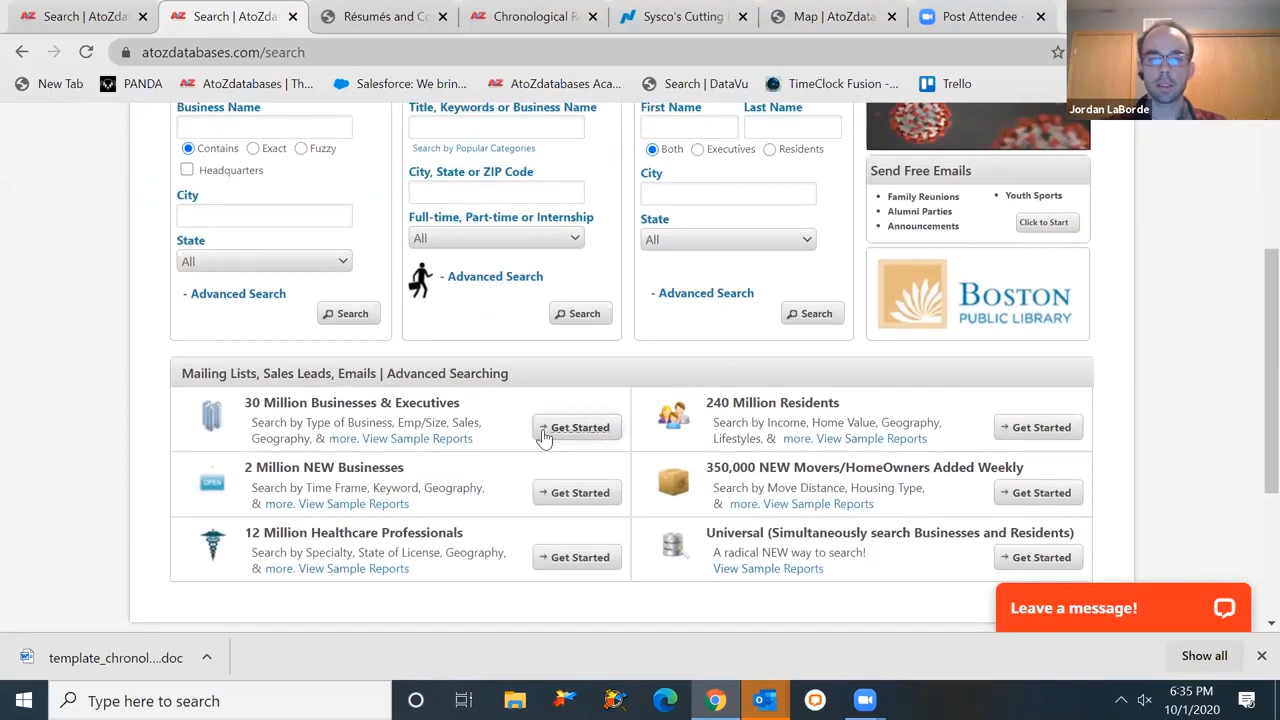 Search | AtoZdat
Search | AtoZdat
Résumés and Co
Chronological Re
Sysco's Cutting
Map | AtoZdatab
Post Attendee -
atozdatabases.com/search
New Tab
PANDA
AtoZdatabases | Th...
Salesforce: We brin...
AtoZdatabases Aca...
Search | DataVu
TimeClock Fusion -...
Trello
Jordan LaBorde
Business Name
Contains
Exact
Fuzzy
Headquarters
City
State
All
- Advanced Search
Search
Title, Keywords or Business Name
Search by Popular Categories
City, State or ZIP Code
Full-time, Part-time or Internship
All
- Advanced Search
Search
First Name
Last Name
Both
Executives
Residents
City
State
All
- Advanced Search
Search
Send Free Emails
Family Reunions
Alumni Parties
Announcements
Youth Sports
Click to Start
BOSTON
PUBLIC LIBRARY
Mailing Lists, Sales Leads, Emails | Advanced Searching
30 Million Businesses & Executives
Search by Type of Business, Emp/Size, Sales,
Geography, & more. View Sample Reports
Get Started
240 Million Residents
Search by Income, Home Value, Geography,
Lifestyles, & more. View Sample Reports
Get Started
OPEN
2 Million NEW Businesses
Search by Time Frame, Keyword, Geography,
& more. View Sample Reports
Get Started
350,000 NEW Movers/HomeOwners Added Weekly
Search by Move Distance, Housing Type,
& more. View Sample Reports
Get Started
12 Million Healthcare Professionals
Search by Specialty, State of License, Geography,
& more. View Sample Reports
Get Started
Universal (Simultaneously search Businesses and Residents)
A radical NEW way to search!
View Sample Reports
Get Started
Leave a message!
template_chronol....doc
Show all
Type here to search
6:35 PM
10/1/2020